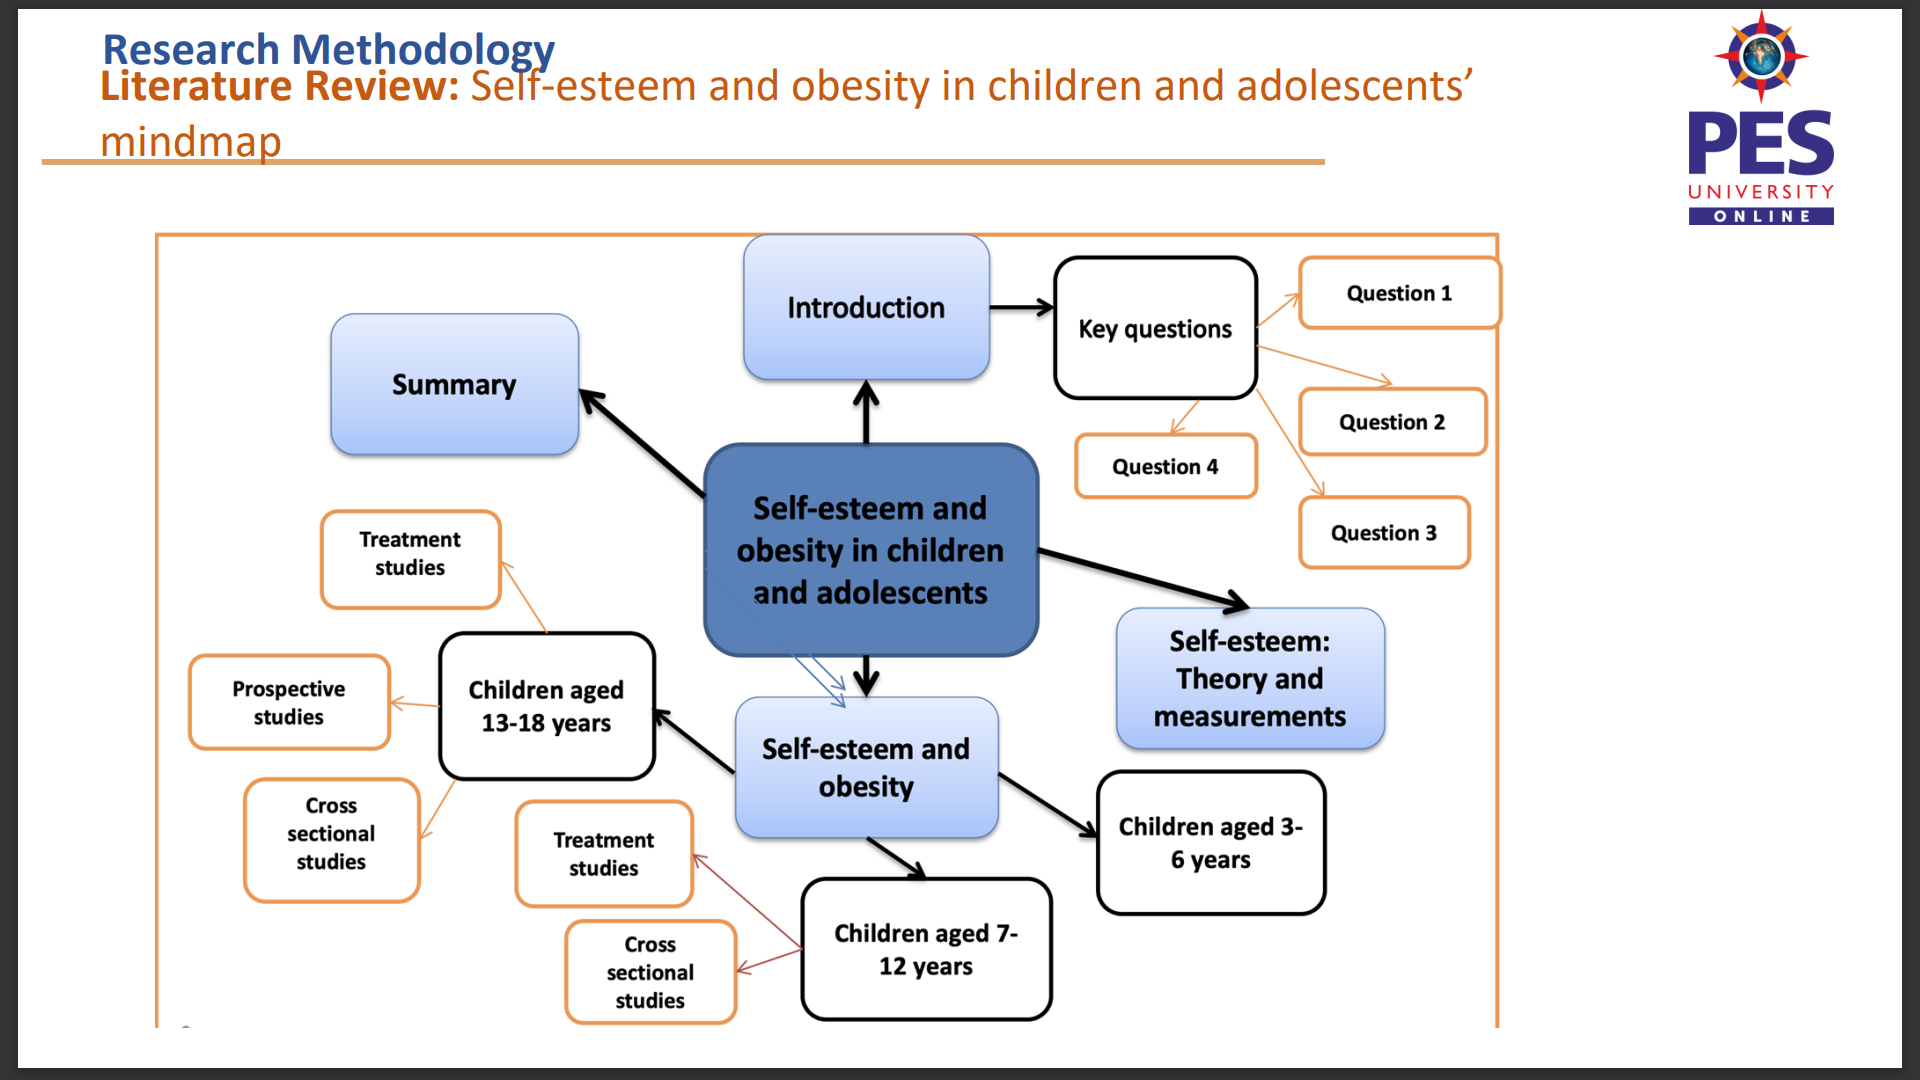 Research Methodology
Literature Review: Self-esteem and obesity in children and adolescents’
mindmap
PES
UNIVERSITY
ONLINE
Introduction
Key questions
Question 1
Question 2
Question 3
Question 4
Summary
Self-esteem and
obesity in children
and adolescents
Self-esteem:
Theory and
measurements
Treatment
studies
Prospective
studies
Cross
sectional
studies
Children aged
13-18 years
Self-esteem and
obesity
Children aged 3-
6 years
Treatment
studies
Cross
sectional
studies
Children aged 7-
12 years